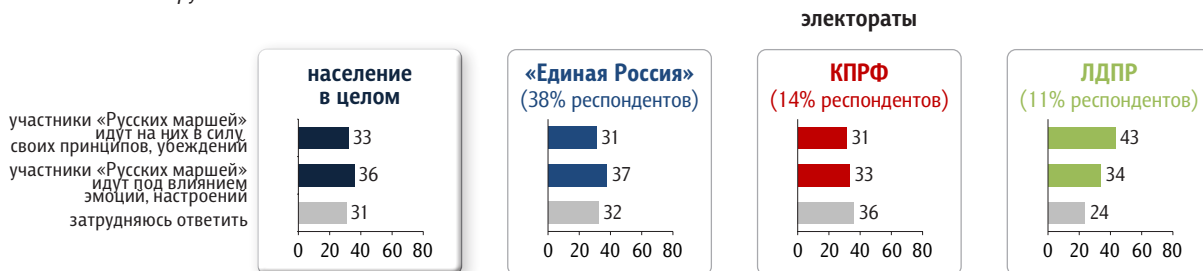 электораты
население
в целом
«Единая Россия»
(38% респондентов)
КПРФ
(14% респондентов)
ЛДПР
(11% респондентов)
участники «Русских маршей»
идут на них в силу
своих принципов, убеждений
33
31
31
43
участники «Русских маршей»
идут под влиянием
эмоций, настроений
36
37
33
34
затрудняюсь ответить
31
32
36
24
0 20 40 60 80
0 20 40 60 80
0 20 40 60 80
0 20 40 60 80